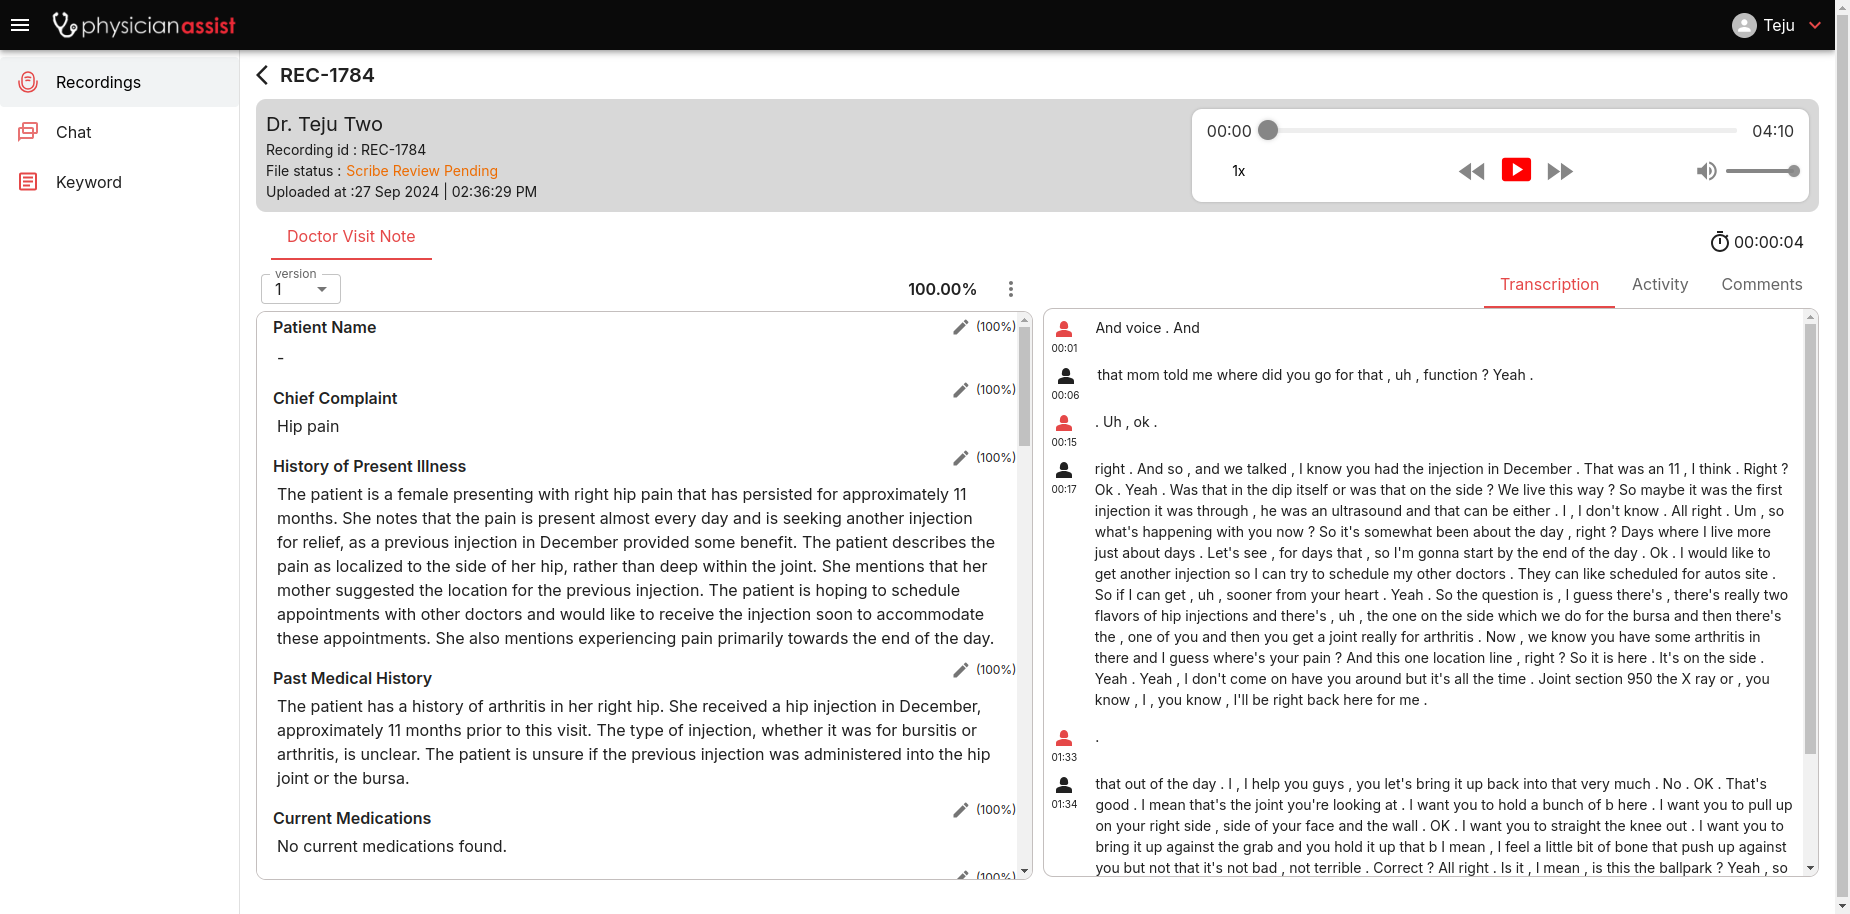 physicianassist
Teju
Recordings
Chat
Keyword
REC-1784
Dr. Teju Two
Recording id : REC-1784
File status : Scribe Review Pending
Uploaded at :27 Sep 2024 | 02:36:29 PM
00:00
04:10
1x
Doctor Visit Note
00:00:04
version
1
100.00%
Transcription
Activity
Comments
Patient Name
(100%)
-
Chief Complaint
(100%)
Hip pain
History of Present Illness
(100%)
The patient is a female presenting with right hip pain that has persisted for approximately 11
months. She notes that the pain is present almost every day and is seeking another injection
for relief, as a previous injection in December provided some benefit. The patient describes the
pain as localized to the side of her hip, rather than deep within the joint. She mentions that her
mother suggested the location for the previous injection. The patient is hoping to schedule
appointments with other doctors and would like to receive the injection soon to accommodate
these appointments. She also mentions experiencing pain primarily towards the end of the day.
Past Medical History
(100%)
The patient has a history of arthritis in her right hip. She received a hip injection in December,
approximately 11 months prior to this visit. The type of injection, whether it was for bursitis or
arthritis, is unclear. The patient is unsure if the previous injection was administered into the hip
joint or the bursa.
Current Medications
(100%)
No current medications found.
(100%)
And voice . And
00:01
that mom told me where did you go for that , uh , function ? Yeah .
00:06
. Uh , ok .
00:15
right . And so , and we talked , I know you had the injection in December . That was an 11 , I think . Right ?
00:17
Ok . Yeah . Was that in the dip itself or was that on the side ? We live this way ? So maybe it was the first
injection it was through , he was an ultrasound and that can be either . I , I don't know . All right . Um , so
what's happening with you now ? So it's somewhat been about the day , right ? Days where I live more
just about days . Let's see , for days that , so I'm gonna start by the end of the day . Ok . I would like to
get another injection so I can try to schedule my other doctors . They can like scheduled for autos site .
So if I can get , uh , sooner from your heart . Yeah . So the question is , I guess there's , there's really two
flavors of hip injections and there's , uh , the one on the side which we do for the bursa and then there's
the , one of you and then you get a joint really for arthritis . Now , we know you have some arthritis in
there and I guess where's your pain ? And this one location line , right ? So it is here . It's on the side .
Yeah . Yeah , I don't come on have you around but it's all the time . Joint section 950 the X ray or , you
know , I , you know , I'll be right back here for me .
.
01:33
that out of the day . I , I help you guys , you let's bring it up back into that very much . No . OK . That's
01:34
good . I mean that's the joint you're looking at . I want you to hold a bunch of b here . I want you to pull up
on your right side , side of your face and the wall . OK . I want you to straight the knee out . I want you to
bring it up against the grab and you hold it up that b I mean , I feel a little bit of bone that push up against
you but not that it's not bad , not terrible . Correct ? All right . Is it , I mean , is this the ballpark ? Yeah , so